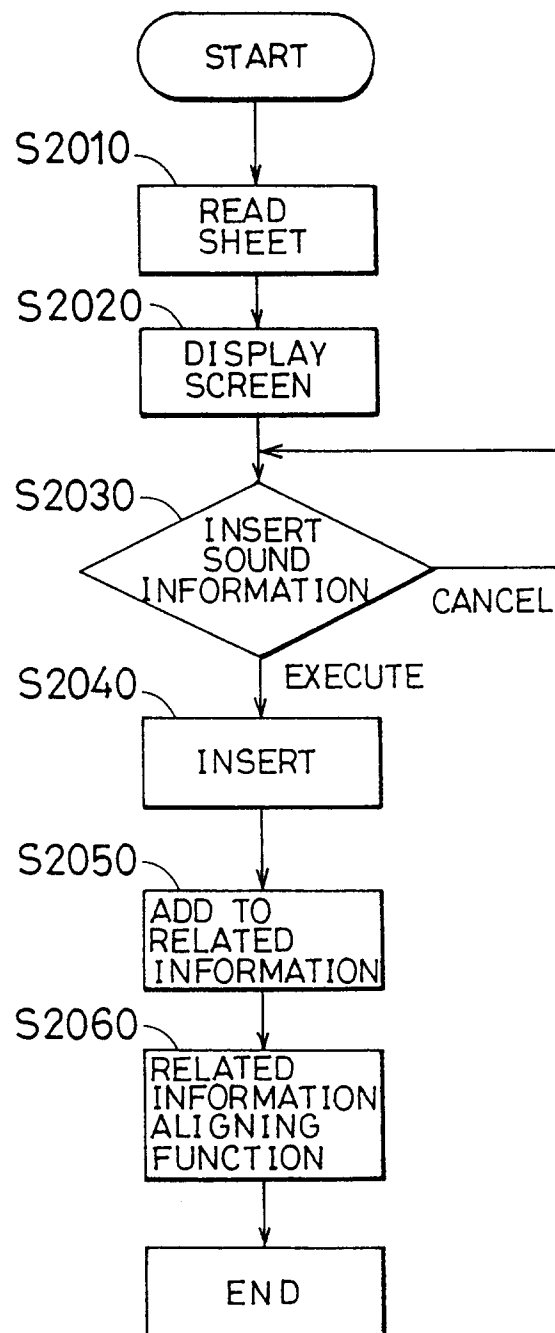 START
S2010
READ
SHEET
S2020
DISPLAY
SCREEN
S2030
INSERT
SOUND
INFORMATION
CANCEL
EXECUTE
S2040
INSERT
S2050
ADD TO
RELATED
INFORMATION
S2060
RELATED
INFORMATION
ALIGNING
FUNCTION
END